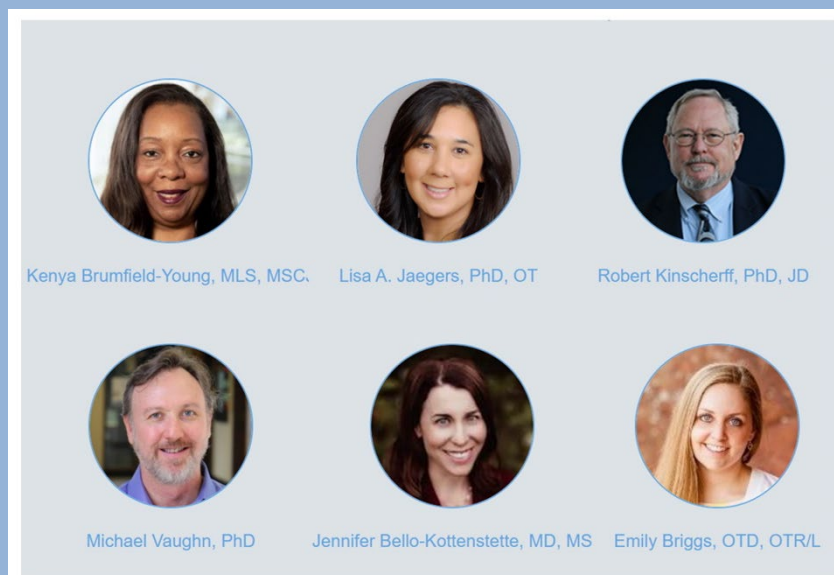 Kenya Brumfield-Young, MLS, MSCJ
Lisa A. Jaegers, PhD, OT
Robert Kinscherff, PhD, JD
Michael Vaughn, PhD
Jennifer Bello-Kottenstette, MD, MS
Emily Briggs, OTD, OTR/L